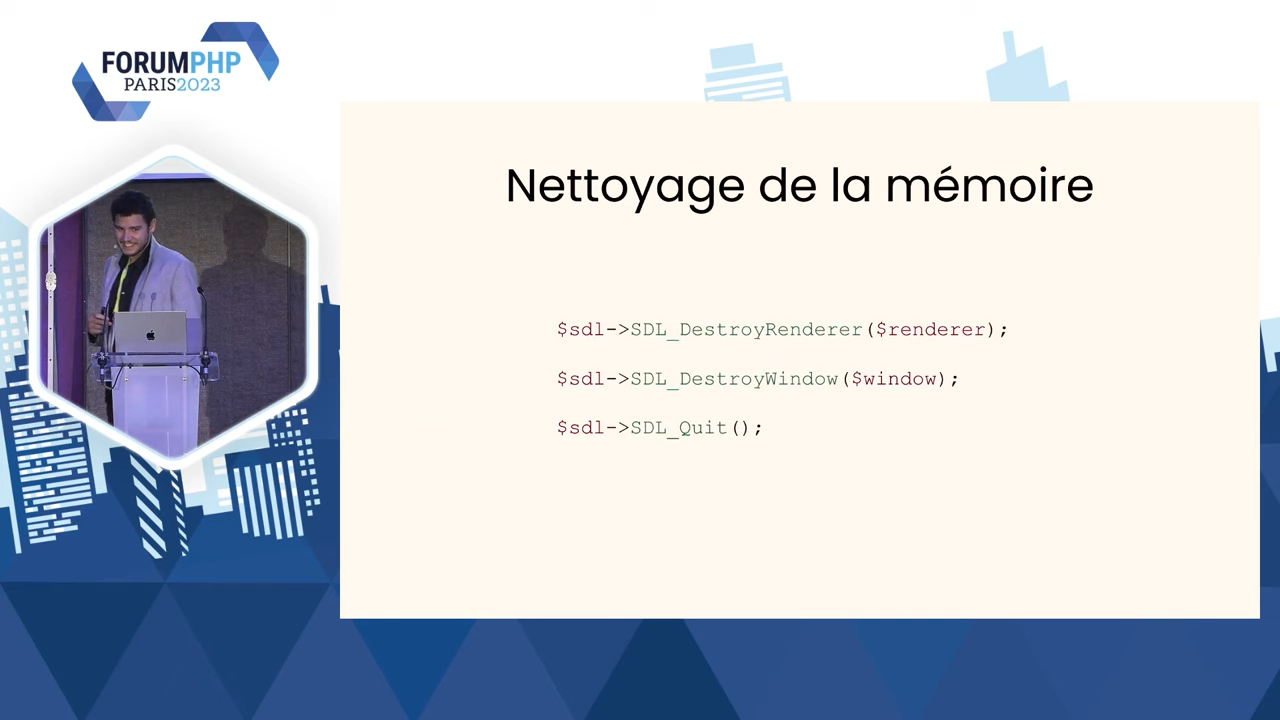 FORUMPHP
PARIS2023
Nettoyage de la mémoire
$sdl->SDL_DestroyRenderer($renderer);
$sdl->SDL_DestroyWindow($window);
$sdl->SDL_Quit();